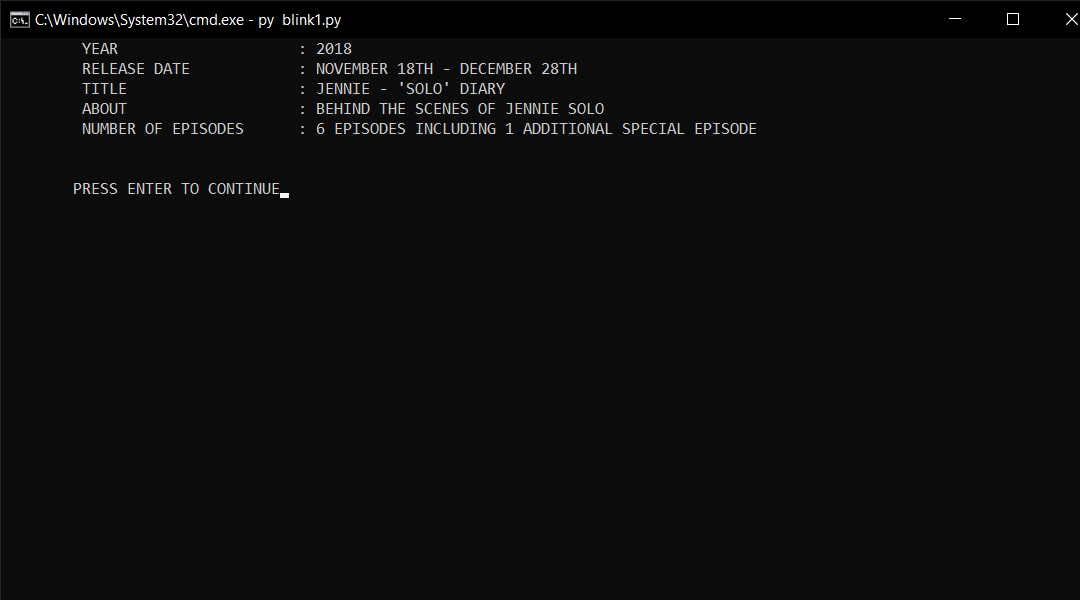 C:\Windows\System32\cmd.exe - py  blink1.py
YEAR : 2018
RELEASE DATE : NOVEMBER 18TH - DECEMBER 28TH
TITLE : JENNIE - 'SOLO' DIARY
ABOUT : BEHIND THE SCENES OF JENNIE SOLO
NUMBER OF EPISODES : 6 EPISODES INCLUDING 1 ADDITIONAL SPECIAL EPISODE
PRESS ENTER TO CONTINUE